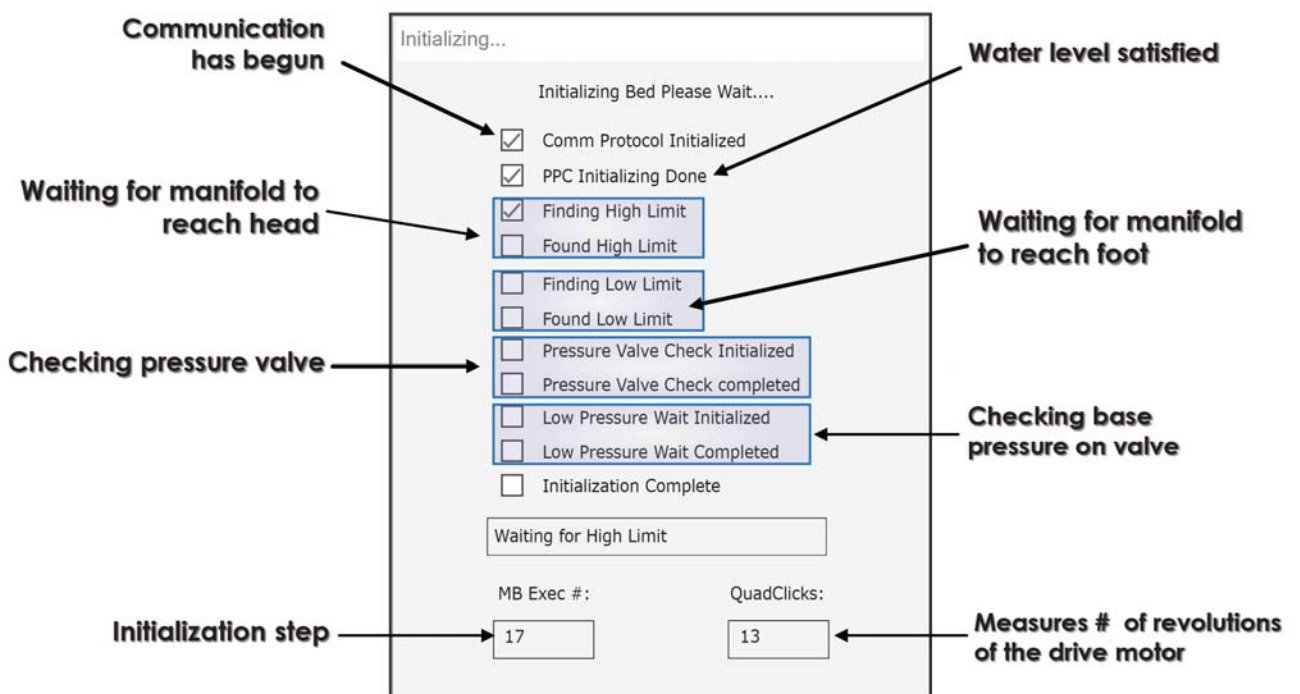 Communication
has begun
Initializing...
Water level satisfied
Initializing Bed Please Wait....
Comm Protocol Initialized
PPC Initializing Done
Waiting for manifold to
reach head
Finding High Limit
Found High Limit
Waiting for manifold
to reach foot
Finding Low Limit
Found Low Limit
Checking pressure valve
Pressure Valve Check Initialized
Pressure Valve Check completed
Low Pressure Wait Initialized
Low Pressure Wait Completed
Checking base
pressure on valve
Initialization Complete
Waiting for High Limit
MB Exec #:
QuadClicks:
Initialization step
17
13
Measures # of revolutions
of the drive motor